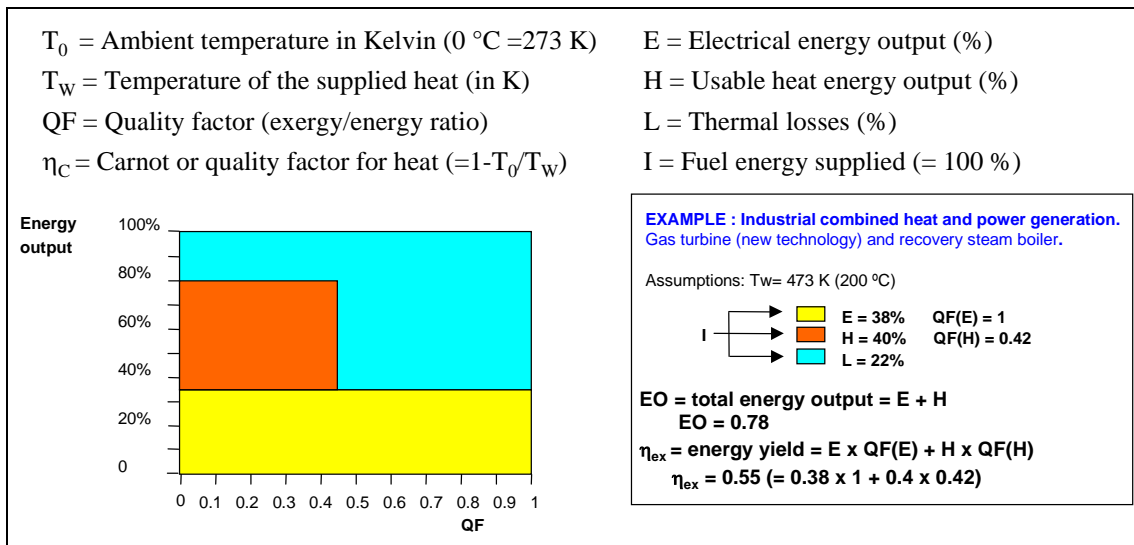 T0 = Ambient temperature in Kelvin (0 °C =273 K)
TW = Temperature of the supplied heat (in K)
QF = Quality factor (exergy/energy ratio)
ηC = Carnot or quality factor for heat (=1-T0/TW)
E = Electrical energy output (%)
H = Usable heat energy output (%)
L = Thermal losses (%)
I = Fuel energy supplied (= 100 %)
Energy
output
100%
80%
60%
40%
20%
0
0 0.1 0.2 0.3 0.4 0.5 0.6 0.7 0.8 0.9 1
QF
EXAMPLE : Industrial combined heat and power generation.
Gas turbine (new technology) and recovery steam boiler.
Assumptions: Tw= 473 K (200 ºC)
I
E = 38% QF(E) = 1
H = 40% QF(H) = 0.42
L = 22%
EO = total energy output = E + H
EO = 0.78
ηex = energy yield = E x QF(E) + H x QF(H)
ηex = 0.55 (= 0.38 x 1 + 0.4 x 0.42)